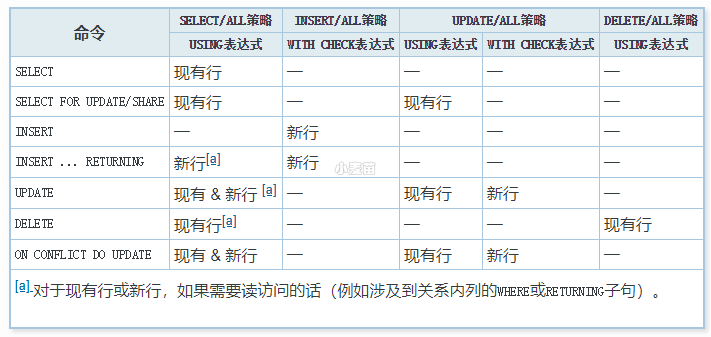 命令 SELECT/ALL策略 INSERT/ALL策略 UPDATE/ALL策略 DELETE/ALL策略
USING表达式 WITH CHECK表达式 USING表达式 WITH CHECK表达式 USING表达式
SELECT 现有行 — — — —
SELECT FOR UPDATE/SHARE 现有行 — 现有行 — —
INSERT — 新行 — — —
INSERT ... RETURNING 新行[a] 新行 — — —
UPDATE 现有 & 新行 [a] — 现有行 新行 —
DELETE 现有行[a] — — — 现有行
ON CONFLICT DO UPDATE 现有 & 新行 — 现有行 新行 —
[a] 对于现有行或新行，如果需要读访问的话（例如涉及到关系内列的WHERE或RETURNING子句）。